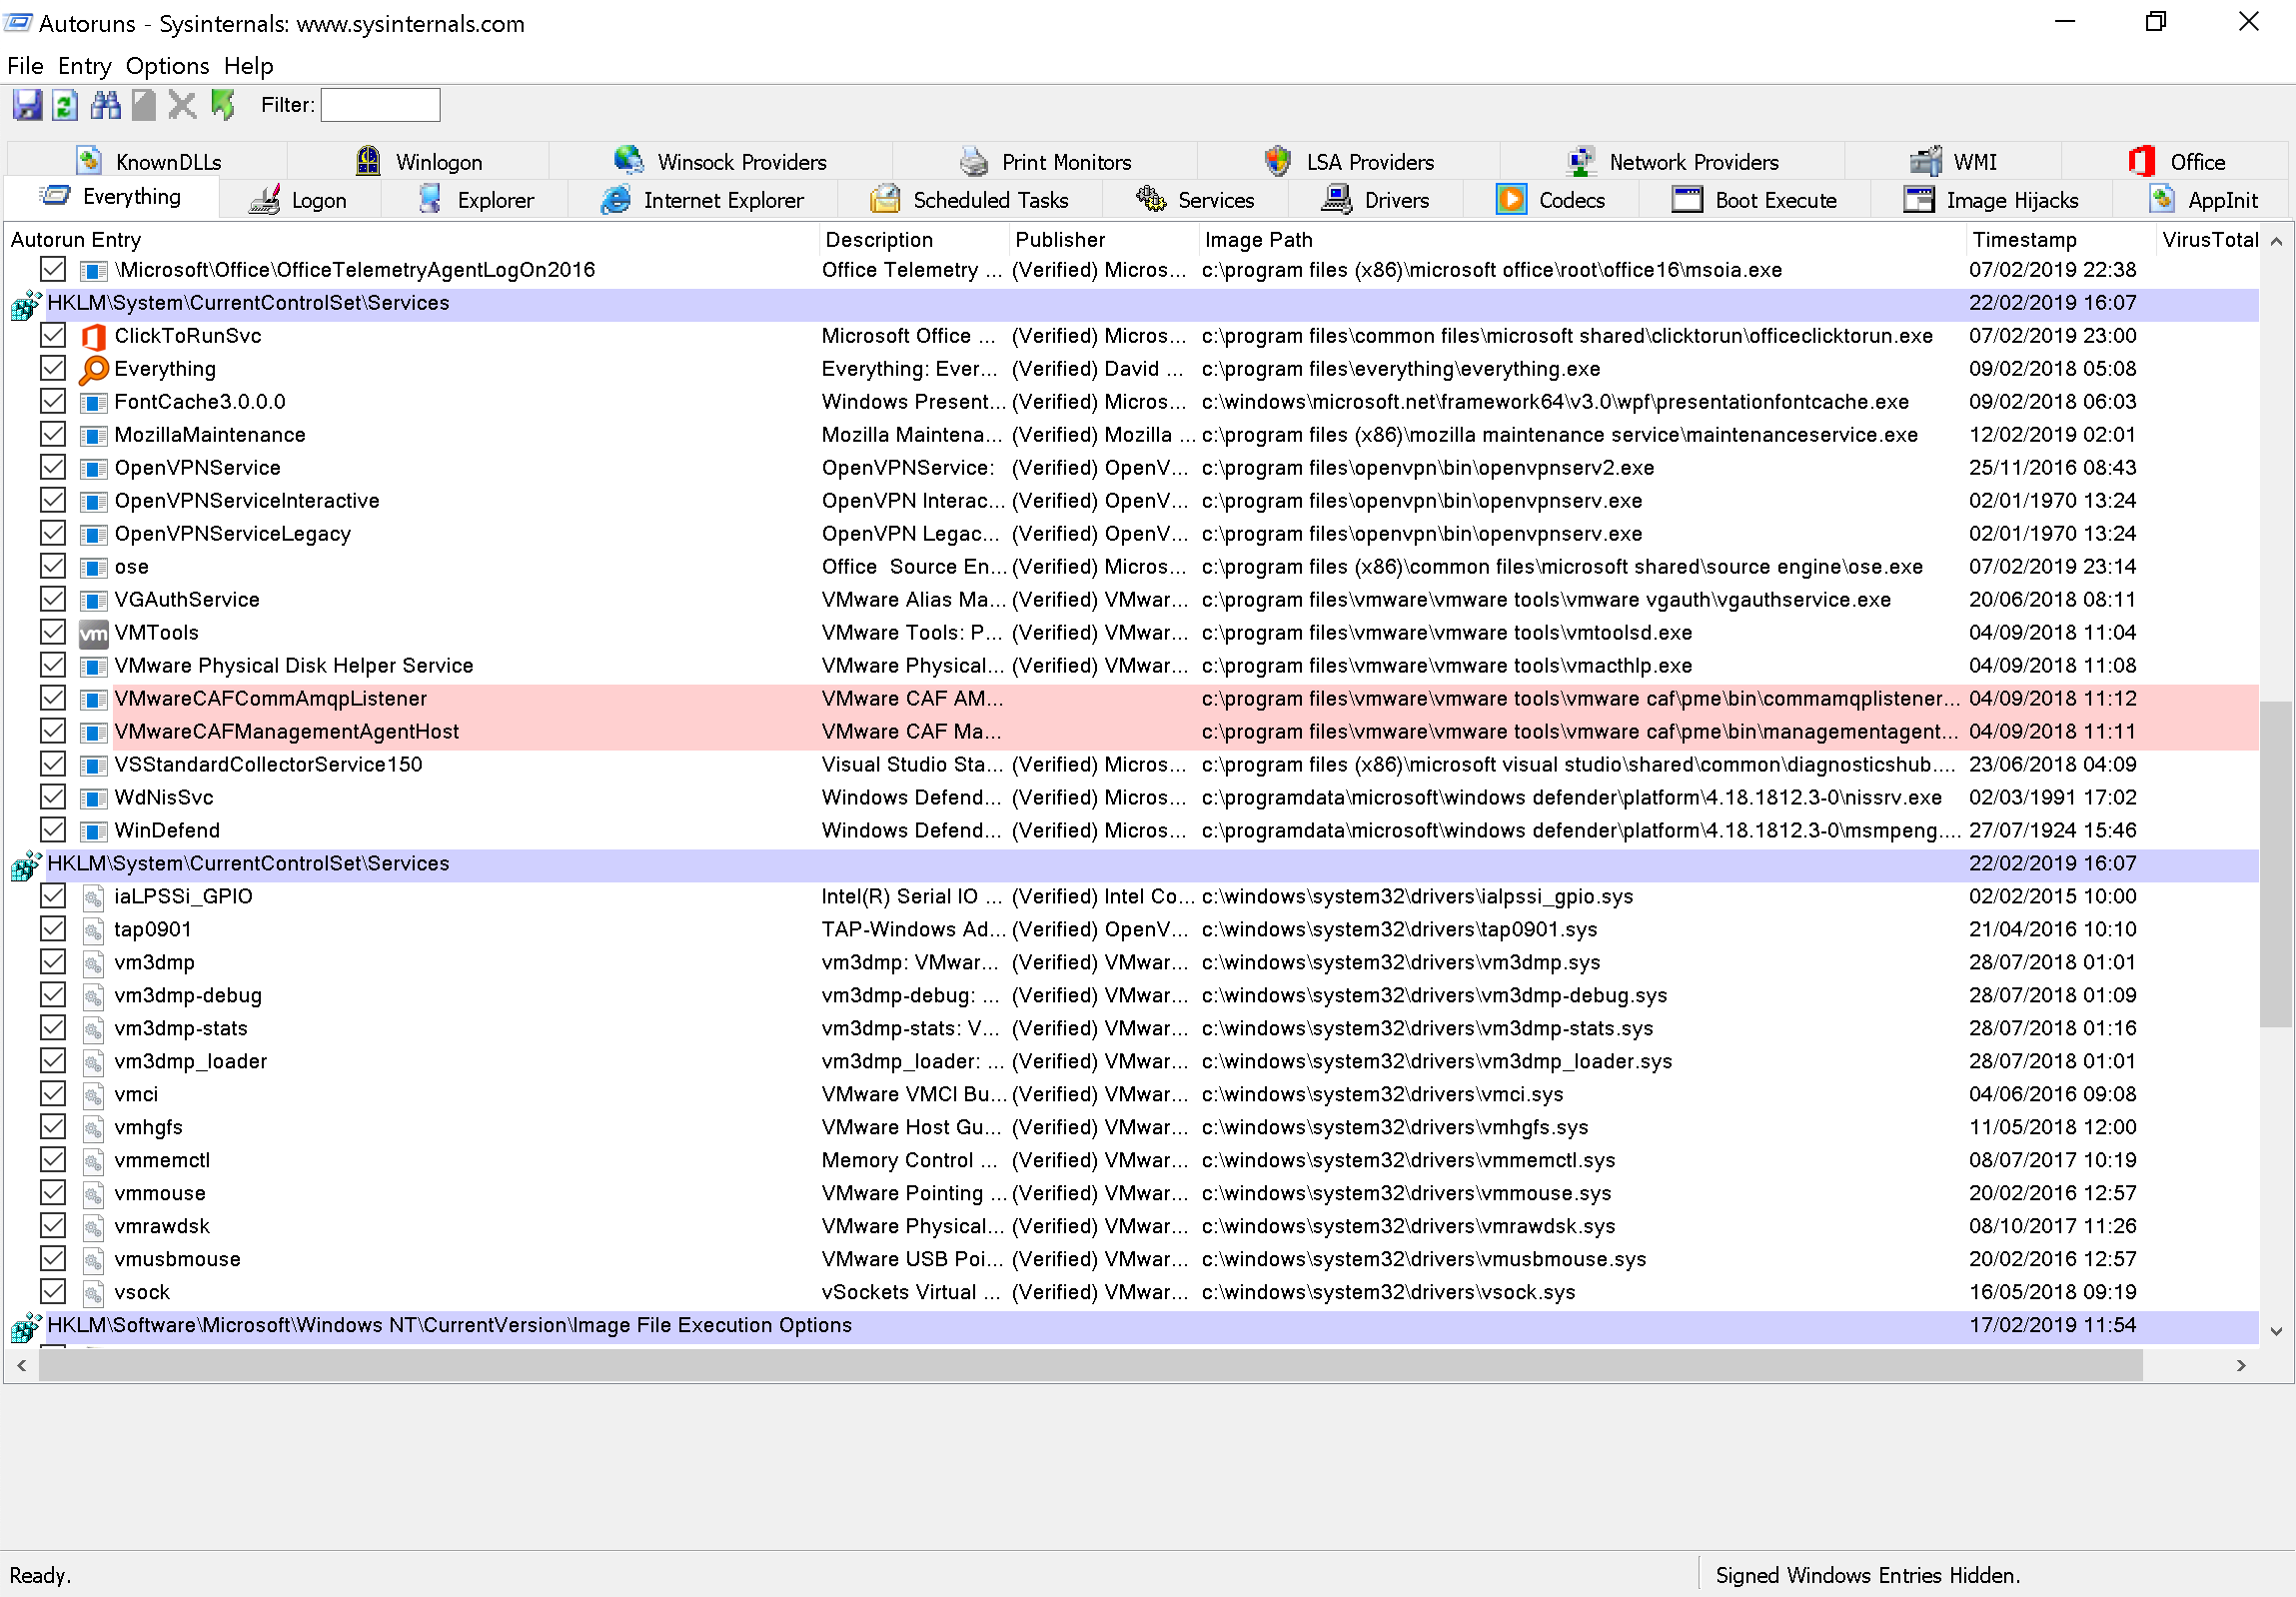 Autoruns - Sysinternals: www.sysinternals.com
File Entry Options Help
Filter:
KnownDLLs Winlogon Winsock Providers Print Monitors LSA Providers Network Providers WMI Office
Everything Logon Explorer Internet Explorer Scheduled Tasks Services Drivers Codecs Boot Execute Image Hijacks AppInit
Autorun Entry Description Publisher Image Path Timestamp VirusTotal
\Microsoft\Office\OfficeTelemetryAgentLogOn2016 Office Telemetry ... (Verified) Micros... c:\program files (x86)\microsoft office\root\office16\msoia.exe 07/02/2019 22:38
HKLM\System\CurrentControlSet\Services 22/02/2019 16:07
ClickToRunSvc Microsoft Office ... (Verified) Micros... c:\program files\common files\microsoft shared\clicktorun\officeclicktorun.exe 07/02/2019 23:00
Everything Everything: Ever... (Verified) David ... c:\program files\everything\everything.exe 09/02/2018 05:08
FontCache3.0.0.0 Windows Present... (Verified) Micros... c:\windows\microsoft.net\framework64\v3.0\wpf\presentationfontcache.exe 09/02/2018 06:03
MozillaMaintenance Mozilla Maintena... (Verified) Mozilla ... c:\program files (x86)\mozilla maintenance service\maintenanceservice.exe 12/02/2019 02:01
OpenVPNService OpenVPNService: (Verified) OpenV... c:\program files\openvpn\bin\openvpnserv2.exe 25/11/2016 08:43
OpenVPNServiceInteractive OpenVPN Interac... (Verified) OpenV... c:\program files\openvpn\bin\openvpnserv.exe 02/01/1970 13:24
OpenVPNServiceLegacy OpenVPN Legac... (Verified) OpenV... c:\program files\openvpn\bin\openvpnserv.exe 02/01/1970 13:24
ose Office  Source En... (Verified) Micros... c:\program files (x86)\common files\microsoft shared\source engine\ose.exe 07/02/2019 23:14
VGAuthService VMware Alias Ma... (Verified) VMwar... c:\program files\vmware\vmware tools\vmware vgauth\vgauthservice.exe 20/06/2018 08:11
vm VMTools VMware Tools: P... (Verified) VMwar... c:\program files\vmware\vmware tools\vmtoolsd.exe 04/09/2018 11:04
VMware Physical Disk Helper Service VMware Physical... (Verified) VMwar... c:\program files\vmware\vmware tools\vmacthlp.exe 04/09/2018 11:08
VMwareCAFCommAmqpListener VMware CAF AM... c:\program files\vmware\vmware tools\vmware caf\pme\bin\commamqplistener... 04/09/2018 11:12
VMwareCAFManagementAgentHost VMware CAF Ma... c:\program files\vmware\vmware tools\vmware caf\pme\bin\managementagent... 04/09/2018 11:11
VSStandardCollectorService150 Visual Studio Sta... (Verified) Micros... c:\program files (x86)\microsoft visual studio\shared\common\diagnosticshub.... 23/06/2018 04:09
WdNisSvc Windows Defend... (Verified) Micros... c:\programdata\microsoft\windows defender\platform\4.18.1812.3-0\nissrv.exe 02/03/1991 17:02
WinDefend Windows Defend... (Verified) Micros... c:\programdata\microsoft\windows defender\platform\4.18.1812.3-0\msmpeng.... 27/07/1924 15:46
HKLM\System\CurrentControlSet\Services 22/02/2019 16:07
iaLPSSi_GPIO Intel(R) Serial IO ... (Verified) Intel Co... c:\windows\system32\drivers\ialpssi_gpio.sys 02/02/2015 10:00
tap0901 TAP-Windows Ad... (Verified) OpenV... c:\windows\system32\drivers\tap0901.sys 21/04/2016 10:10
vm3dmp vm3dmp: VMwar... (Verified) VMwar... c:\windows\system32\drivers\vm3dmp.sys 28/07/2018 01:01
vm3dmp-debug vm3dmp-debug: ... (Verified) VMwar... c:\windows\system32\drivers\vm3dmp-debug.sys 28/07/2018 01:09
vm3dmp-stats vm3dmp-stats: V... (Verified) VMwar... c:\windows\system32\drivers\vm3dmp-stats.sys 28/07/2018 01:16
vm3dmp_loader vm3dmp_loader: ... (Verified) VMwar... c:\windows\system32\drivers\vm3dmp_loader.sys 28/07/2018 01:01
vmci VMware VMCI Bu... (Verified) VMwar... c:\windows\system32\drivers\vmci.sys 04/06/2016 09:08
vmhgfs VMware Host Gu... (Verified) VMwar... c:\windows\system32\drivers\vmhgfs.sys 11/05/2018 12:00
vmmemctl Memory Control ... (Verified) VMwar... c:\windows\system32\drivers\vmmemctl.sys 08/07/2017 10:19
vmmouse VMware Pointing ... (Verified) VMwar... c:\windows\system32\drivers\vmmouse.sys 20/02/2016 12:57
vmrawdsk VMware Physical... (Verified) VMwar... c:\windows\system32\drivers\vmrawdsk.sys 08/10/2017 11:26
vmusbmouse VMware USB Poi... (Verified) VMwar... c:\windows\system32\drivers\vmusbmouse.sys 20/02/2016 12:57
vsock vSockets Virtual ... (Verified) VMwar... c:\windows\system32\drivers\vsock.sys 16/05/2018 09:19
HKLM\Software\Microsoft\Windows NT\CurrentVersion\Image File Execution Options 17/02/2019 11:54
Ready. Signed Windows Entries Hidden.